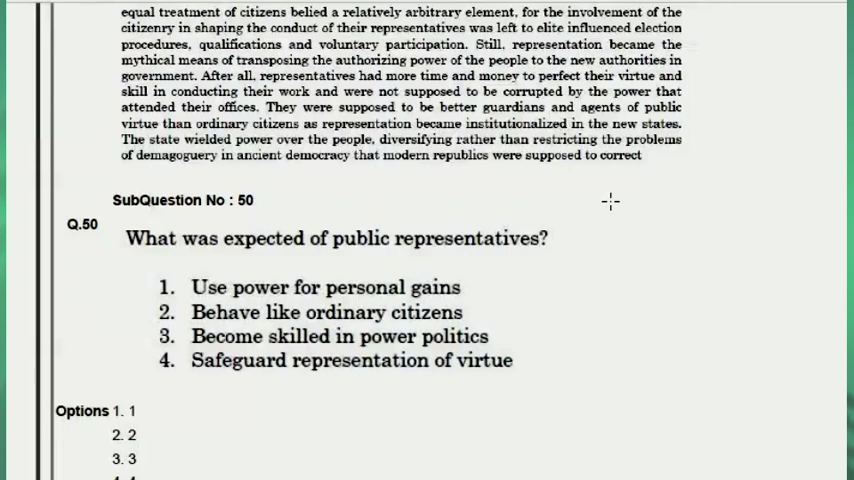 equal treatment of citizens belied a relatively arbitrary element, for the involvement of the
citizenry in shaping the conduct of their representatives was left to elite influenced election
procedures, qualifications and voluntary participation. Still, representation became the
mythical means of transposing the authorizing power of the people to the new authorities in
government. After all, representatives had more time and money to perfect their virtue and
skill in conducting their work and were not supposed to be corrupted by the power that
attended their offices. They were supposed to be better guardians and agents of public
virtue than ordinary citizens as representation became institutionalized in the new states.
The state wielded power over the people, diversifying rather than restricting the problems
of demagoguery in ancient democracy that modern republics were supposed to correct
SubQuestion No : 50
Q.50
What was expected of public representatives?
1. Use power for personal gains
2. Behave like ordinary citizens
3. Become skilled in power politics
4. Safeguard representation of virtue
Options 1. 1
2. 2
3. 3